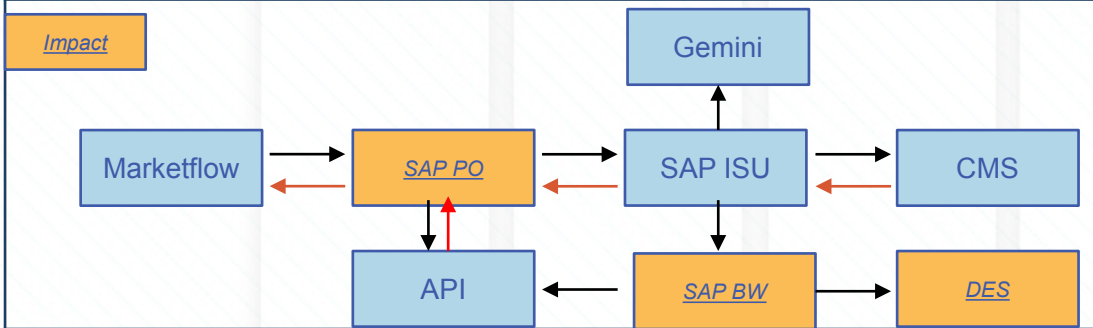 Impact
Gemini
Marketflow
SAP PO
SAP ISU
CMS
API
SAP BW
DES